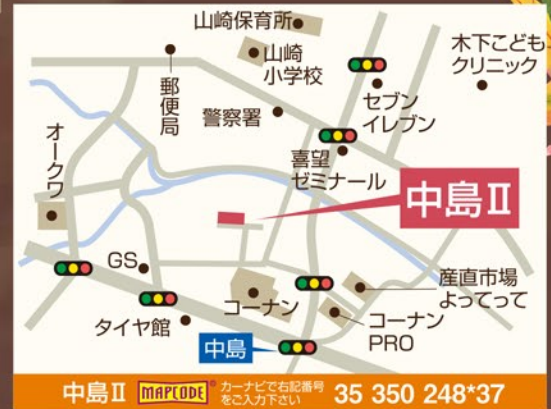 山崎保育所
山崎
小学校
木下こども
クリニック
郵便局
セブン
イレブン
警察署
オークワ
喜望
ゼミナール
中島Ⅱ
GS
産直市場
よってって
コーナン
タイヤ館
コーナン
PRO
中島
中島Ⅱ MAPCODE® カーナビで右記番号
をご入力下さい 35 350 248*37